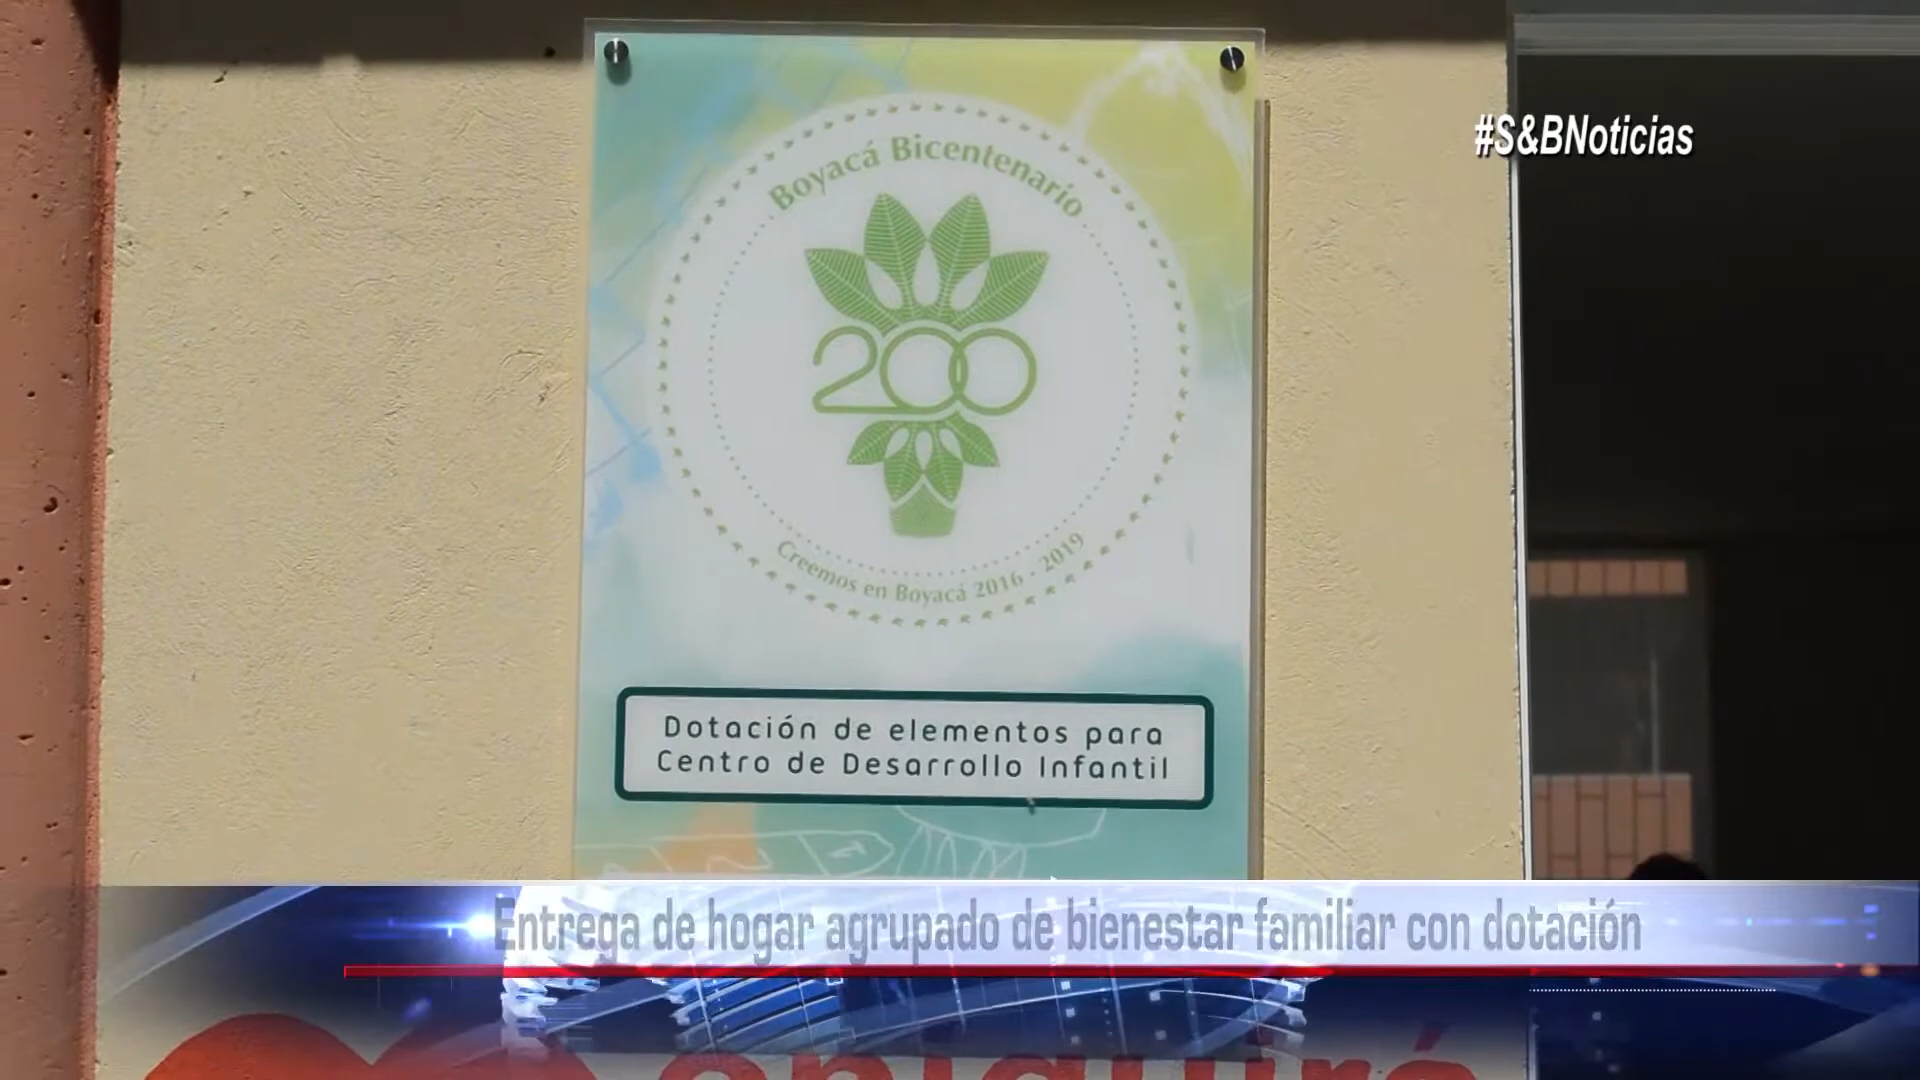 #S&BNoticias
Boyacá Bicentenario
200
Creemos en Boyacá 2016 - 2019
Dotación de elementos para
Centro de Desarrollo Infantil
Entrega de hogar agrupado de bienestar familiar con dotación